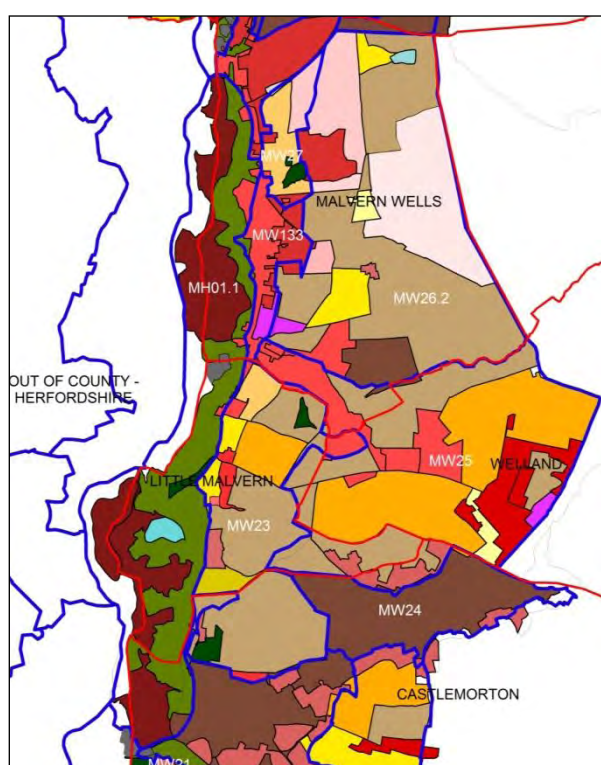 MW27
MALVERN WELLS
MW133
MH01.1
MW26.2
OUT OF COUNTY -
HERFORDSHIRE
MW25
WELLAND
LITTLE MALVERN
MW23
MW24
CASTLEMORTON
MW21